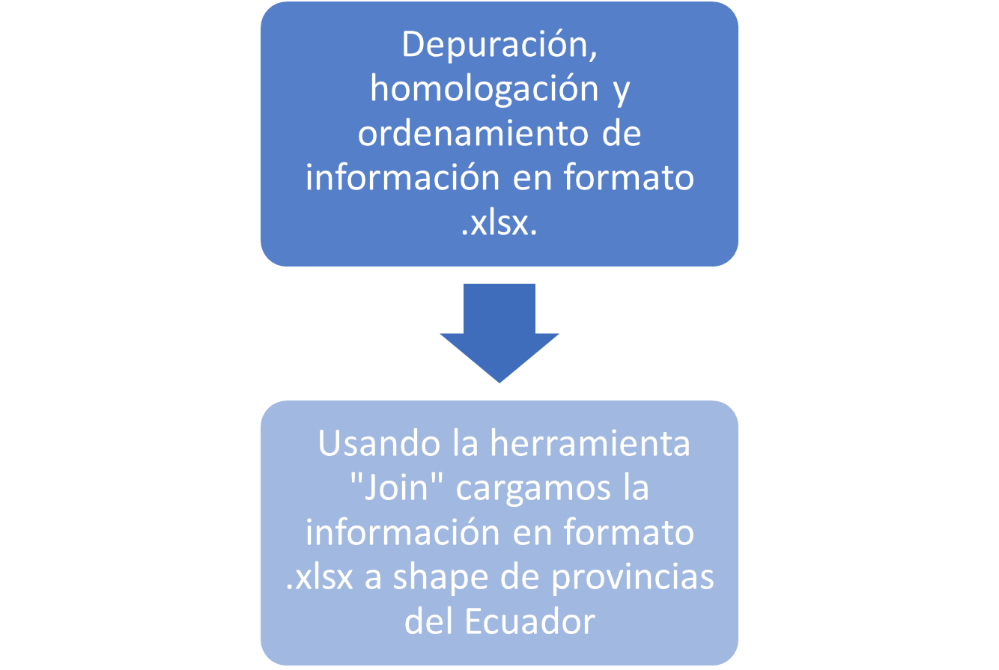 Depuración,
homologación y
ordenamiento de
información en formato
.xlsx.
Usando la herramienta
"Join" cargamos la
información en formato
.xlsx a shape de provincias
del Ecuador